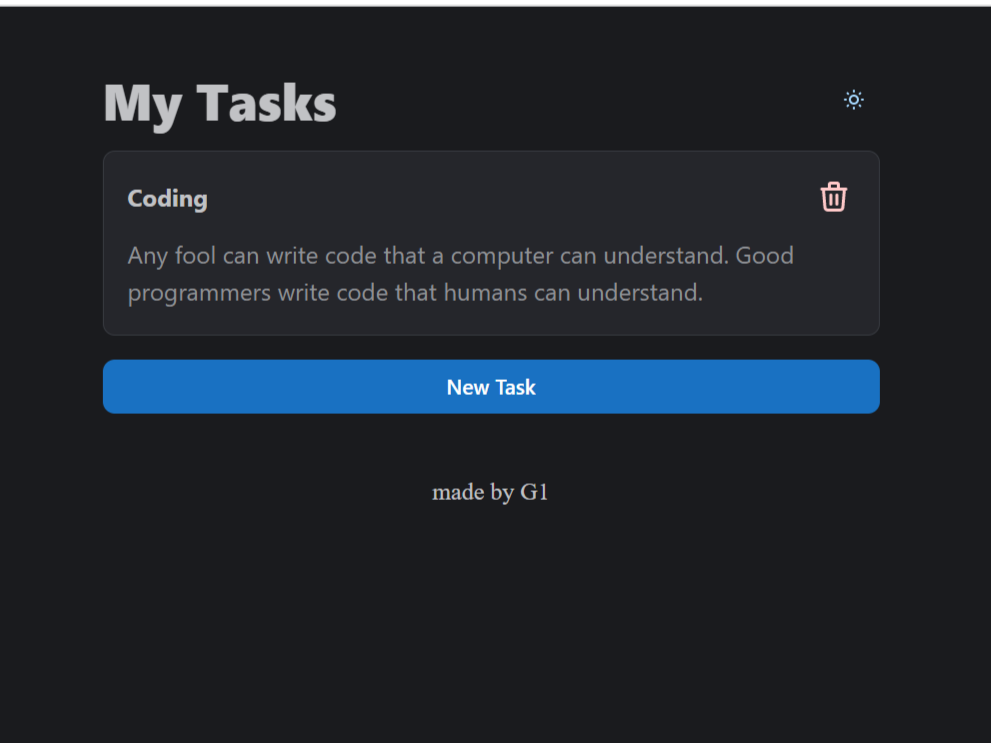 My Tasks
Coding
Any fool can write code that a computer can understand. Good
programmers write code that humans can understand.
New Task
made by G1